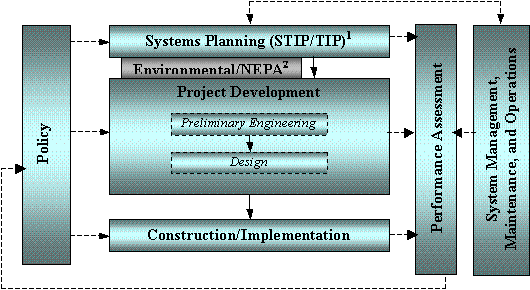 Systems Planning (STIP/TIP)1
Environmental/NEPA2
Project Development
Preliminary Engineering
Design
Construction/Implementation
Policy
Performance Assessment
System Management,
Maintenance, and Operations